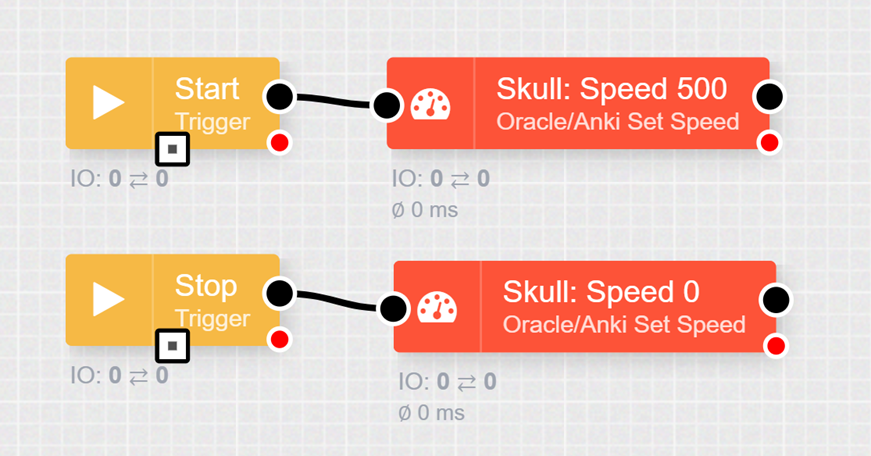 Start
Trigger
IO: 0 ⇄ 0
Skull: Speed 500
Oracle/Anki Set Speed
IO: 0 ⇄ 0
Ø 0 ms
Stop
Trigger
IO: 0 ⇄ 0
Skull: Speed 0
Oracle/Anki Set Speed
IO: 0 ⇄ 0
Ø 0 ms